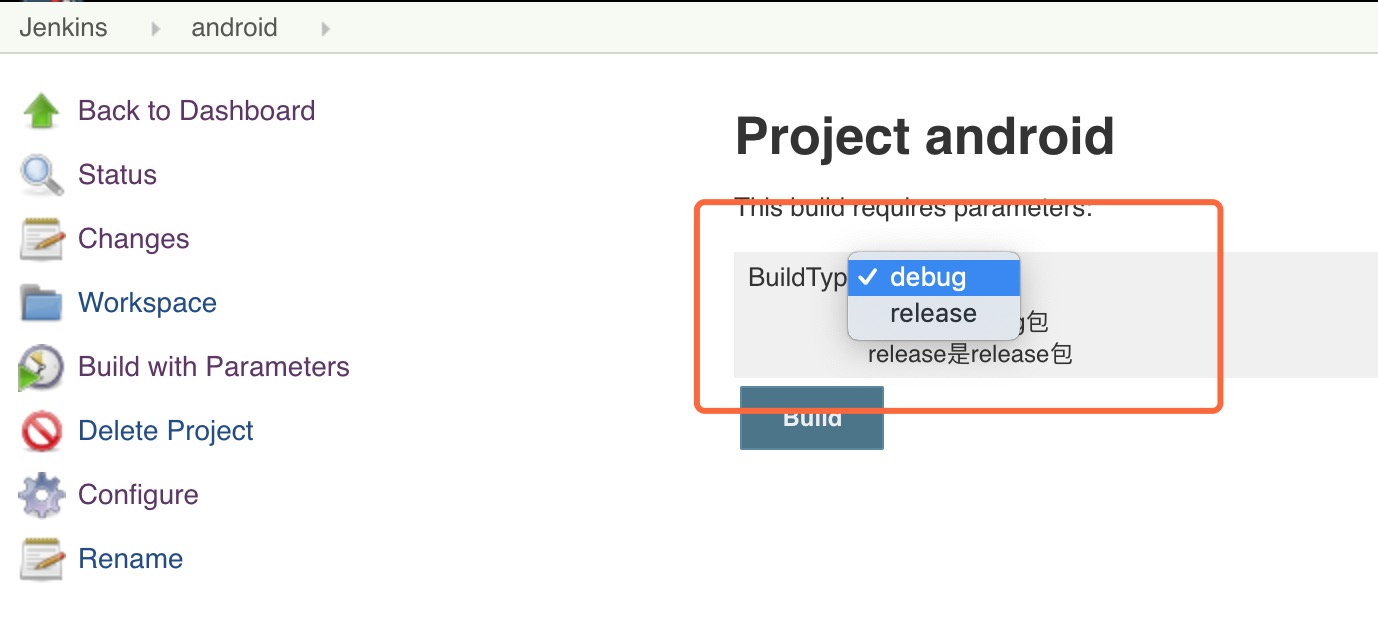 Jenkins android
Back to Dashboard
Status
Changes
Workspace
Build with Parameters
Delete Project
Configure
Rename
Project android
This build requires parameters:
BuildTyp
debug
release
g包
release是release包
Build